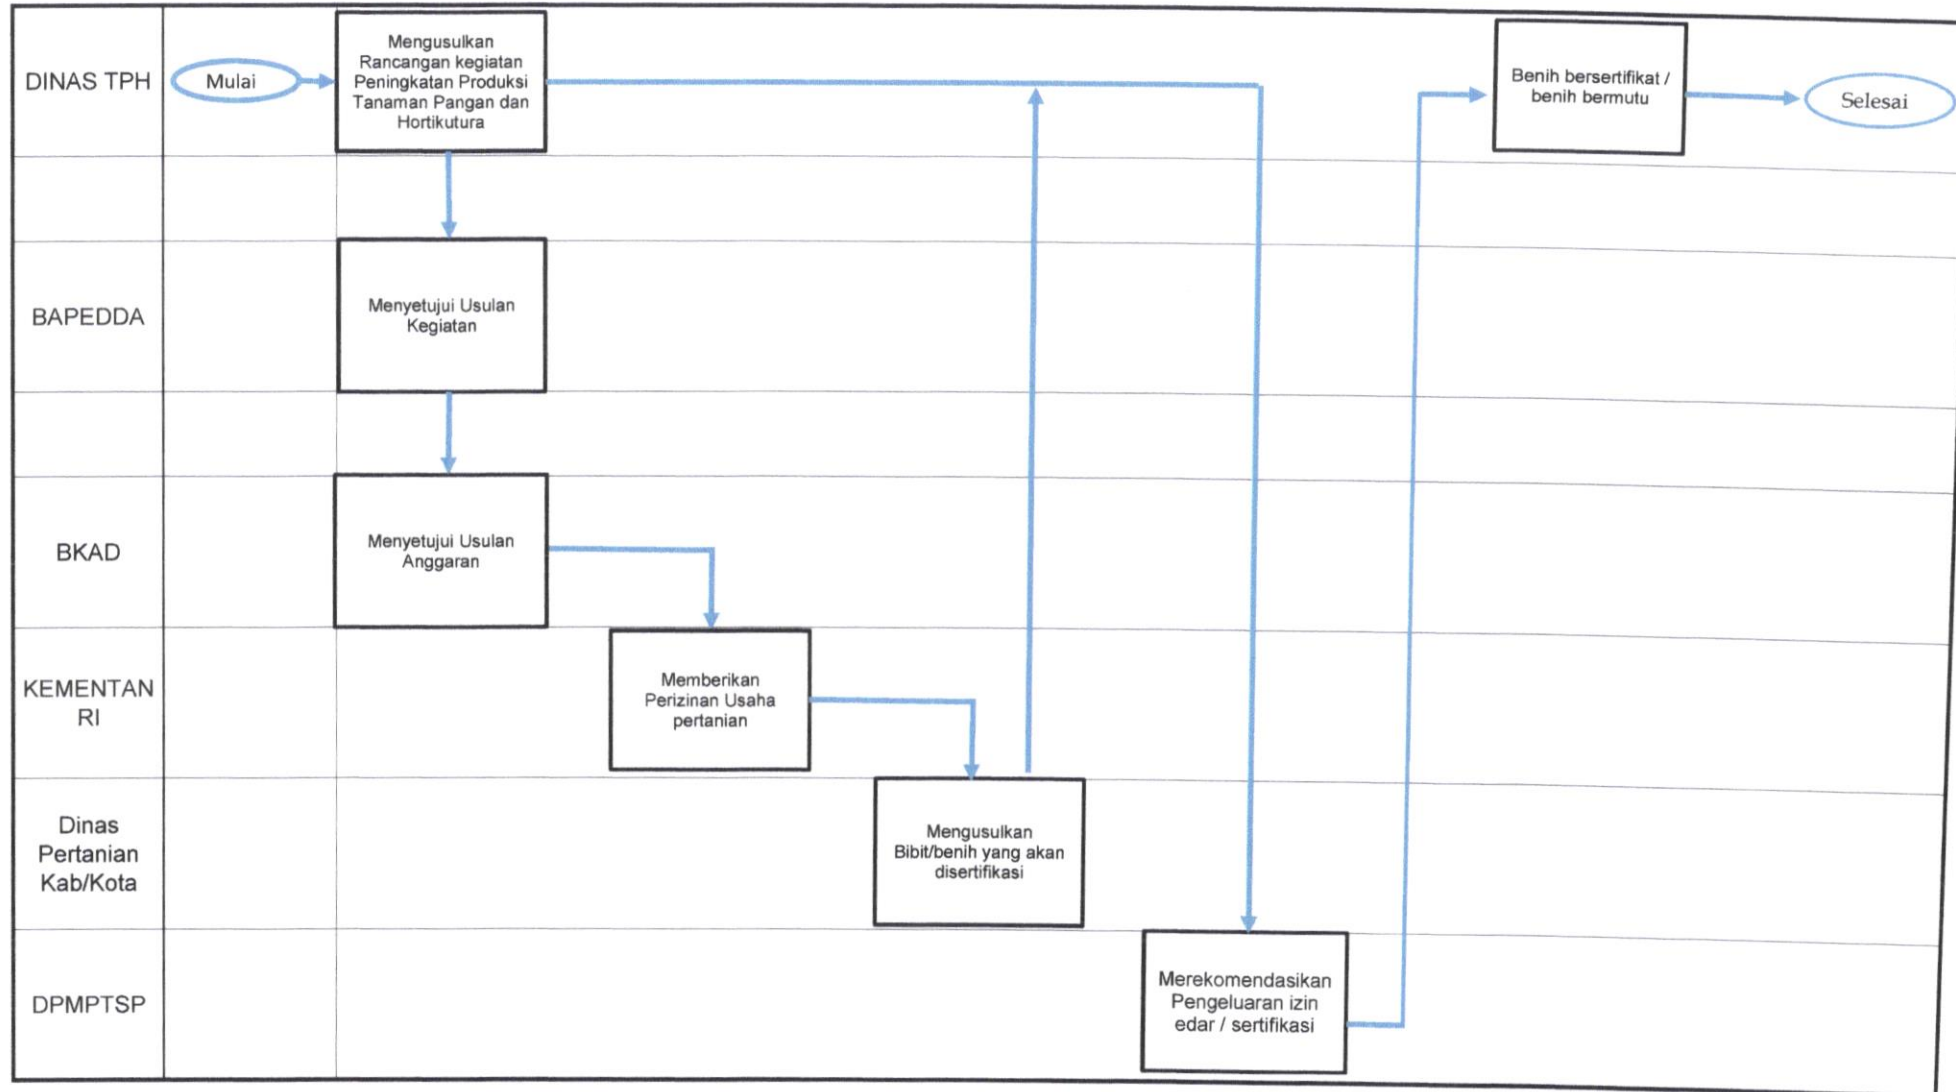 DINAS TPH
Mulai
Mengusulkan
Rancangan kegiatan
Peningkatan Produksi
Tanaman Pangan dan
Hortikutura
Benih bersertifikat /
benih bermutu
Selesai
BAPEDDA
Menyetujui Usulan
Kegiatan
BKAD
Menyetujui Usulan
Anggaran
KEMENTAN
RI
Memberikan
Perizinan Usaha
pertanian
Dinas
Pertanian
Kab/Kota
Mengusulkan
Bibit/benih yang akan
disertifikasi
DPMPTSP
Merekomendasikan
Pengeluaran izin
edar / sertifikasi